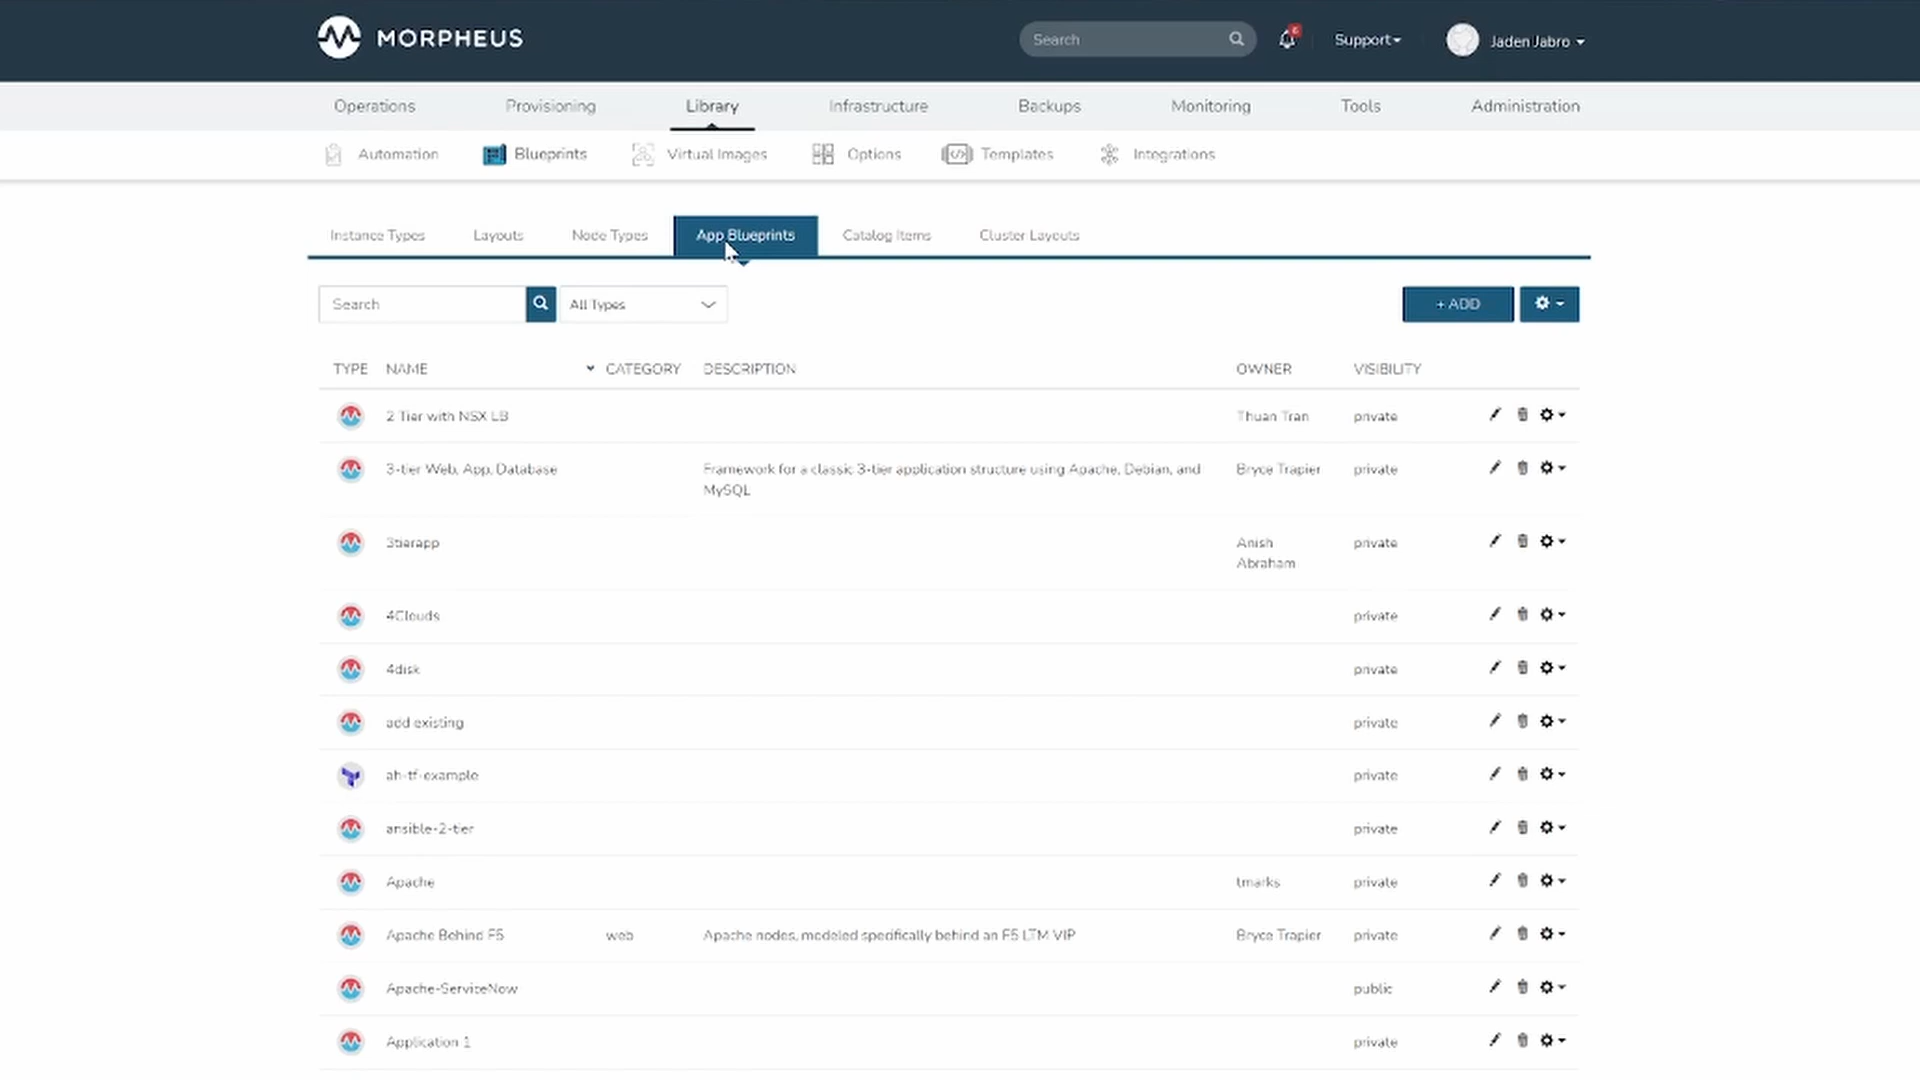 MORPHEUS
Search
6
Support
Jaden Jabro
Operations
Provisioning
Library
Infrastructure
Backups
Monitoring
Tools
Administration
Automation
Blueprints
Virtual Images
Options
Templates
Integrations
Instance Types
Layouts
Node Types
App Blueprints
Catalog Items
Cluster Layouts
Search
All Types
+ ADD
TYPE NAME CATEGORY DESCRIPTION OWNER VISIBILITY
2 Tier with NSX LB Thuan Tran private
3-tier Web, App, Database Framework for a classic 3-tier application structure using Apache, Debian, and Bryce Trapier private
MySQL
3tierapp Anish private
Abraham
4Clouds private
4disk private
add existing private
ah-tf-example private
ansible-2-tier private
Apache tmarks private
Apache Behind F5 web Apache nodes, modeled specifically behind an F5 LTM VIP Bryce Trapier private
Apache-ServiceNow public
Application 1 private